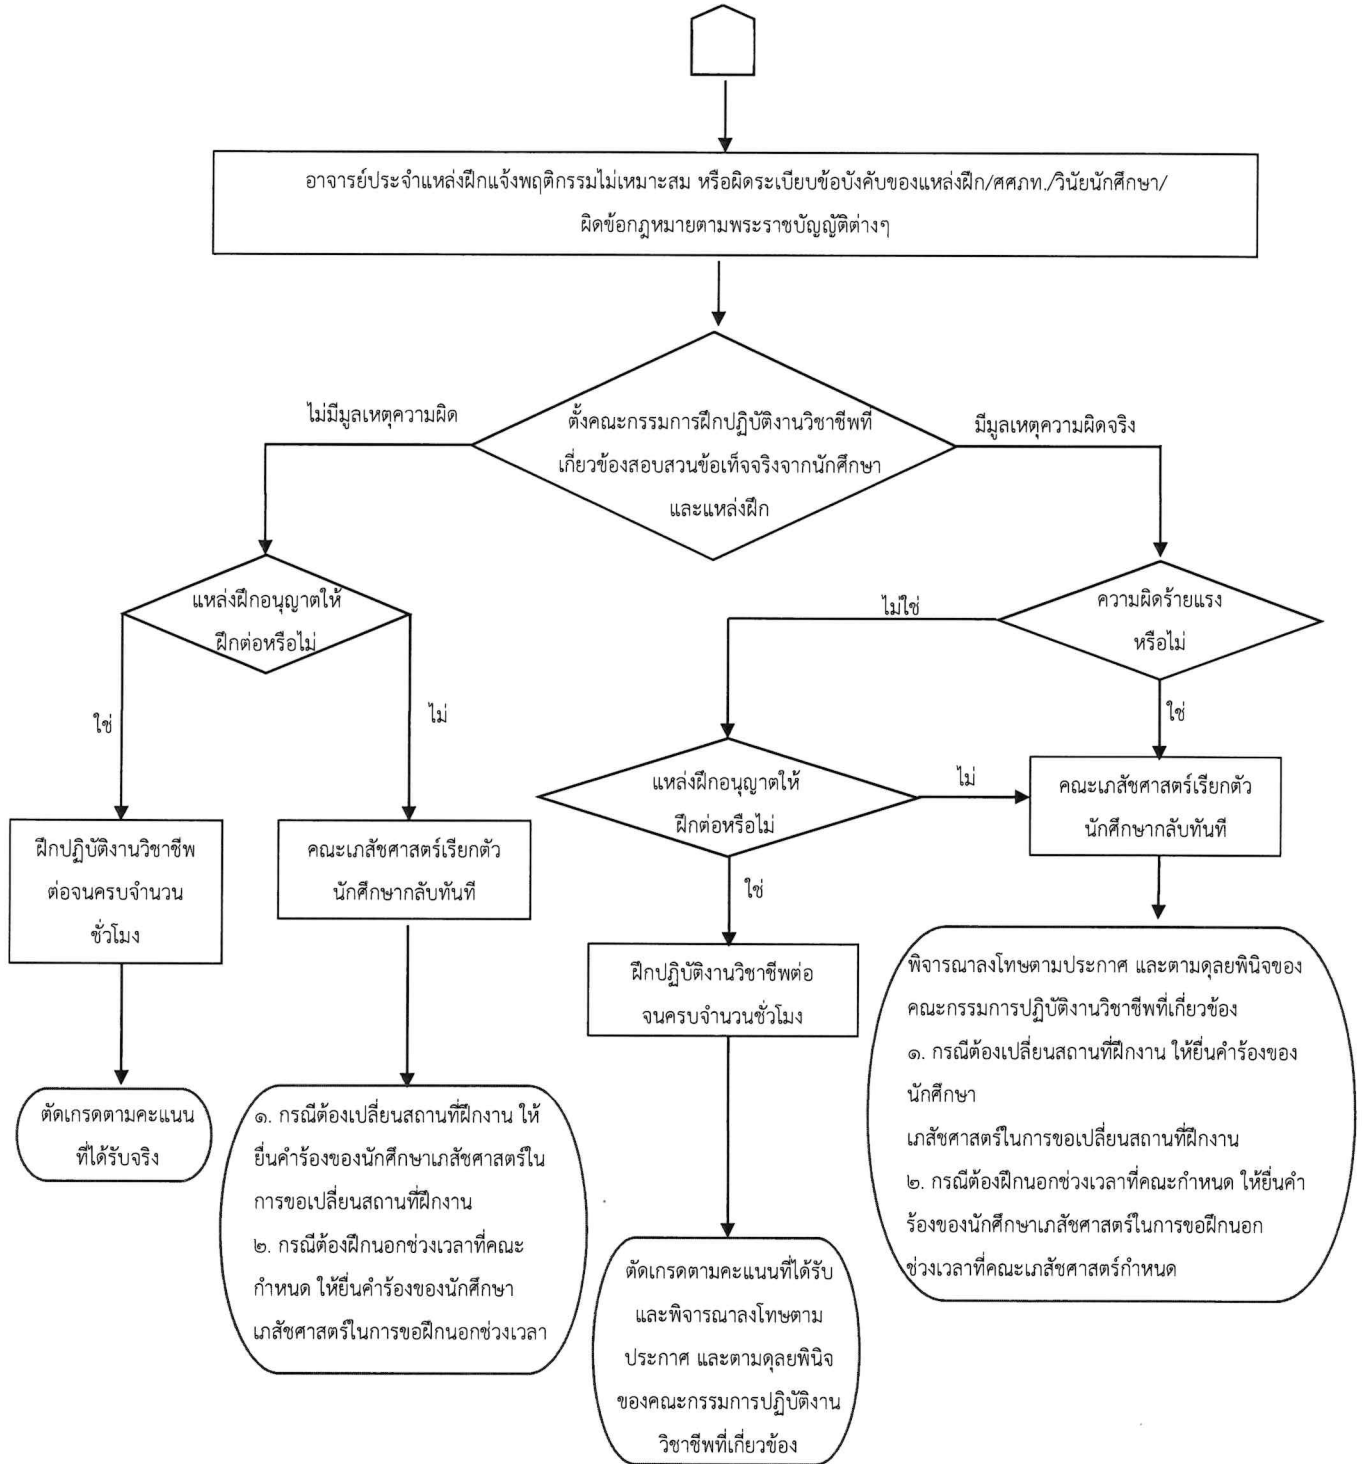 อาจารย์ประจำแหล่งฝึกแจ้งพฤติกรรมไม่เหมาะสม หรือผิดระเบียบข้อบังคับของแหล่งฝึก/ศศภท./วินัยนักศึกษา/
ผิดข้อกฎหมายตามพระราชบัญญัติต่างๆ
ไม่มีมูลเหตุความผิด
ตั้งคณะกรรมการฝึกปฏิบัติงานวิชาชีพที่
เกี่ยวข้องสอบสวนข้อเท็จจริงจากนักศึกษา
และแหล่งฝึก
มีมูลเหตุความผิดจริง
แหล่งฝึกอนุญาตให้
ฝึกต่อหรือไม่
ไม่ใช่
ความผิดร้ายแรง
หรือไม่
ใช่
ไม่
ใช่
แหล่งฝึกอนุญาตให้
ฝึกต่อหรือไม่
ไม่
คณะเภสัชศาสตร์เรียกตัว
นักศึกษากลับทันที
ฝึกปฏิบัติงานวิชาชีพ
ต่อจนครบจำนวน
ชั่วโมง
คณะเภสัชศาสตร์เรียกตัว
นักศึกษากลับทันที
ใช่
ฝึกปฏิบัติงานวิชาชีพต่อ
จนครบจำนวนชั่วโมง
พิจารณาลงโทษตามประกาศ และตามดุลยพินิจของ
คณะกรรมการปฏิบัติงานวิชาชีพที่เกี่ยวข้อง
๑. กรณีต้องเปลี่ยนสถานที่ฝึกงาน ให้ยื่นคำร้องของ
นักศึกษา
เภสัชศาสตร์ในการขอเปลี่ยนสถานที่ฝึกงาน
๒. กรณีต้องฝึกนอกช่วงเวลาที่คณะกำหนด ให้ยื่นคำ
ร้องของนักศึกษาเภสัชศาสตร์ในการขอฝึกนอก
ช่วงเวลาที่คณะเภสัชศาสตร์กำหนด
ตัดเกรดตามคะแนน
ที่ได้รับจริง
๑. กรณีต้องเปลี่ยนสถานที่ฝึกงาน ให้
ยื่นคำร้องของนักศึกษาเภสัชศาสตร์ใน
การขอเปลี่ยนสถานที่ฝึกงาน
๒. กรณีต้องฝึกนอกช่วงเวลาที่คณะ
กำหนด ให้ยื่นคำร้องของนักศึกษา
เภสัชศาสตร์ในการขอฝึกนอกช่วงเวลา
ตัดเกรดตามคะแนนที่ได้รับ
และพิจารณาลงโทษตาม
ประกาศ และตามดุลยพินิจ
ของคณะกรรมการปฏิบัติงาน
วิชาชีพที่เกี่ยวข้อง